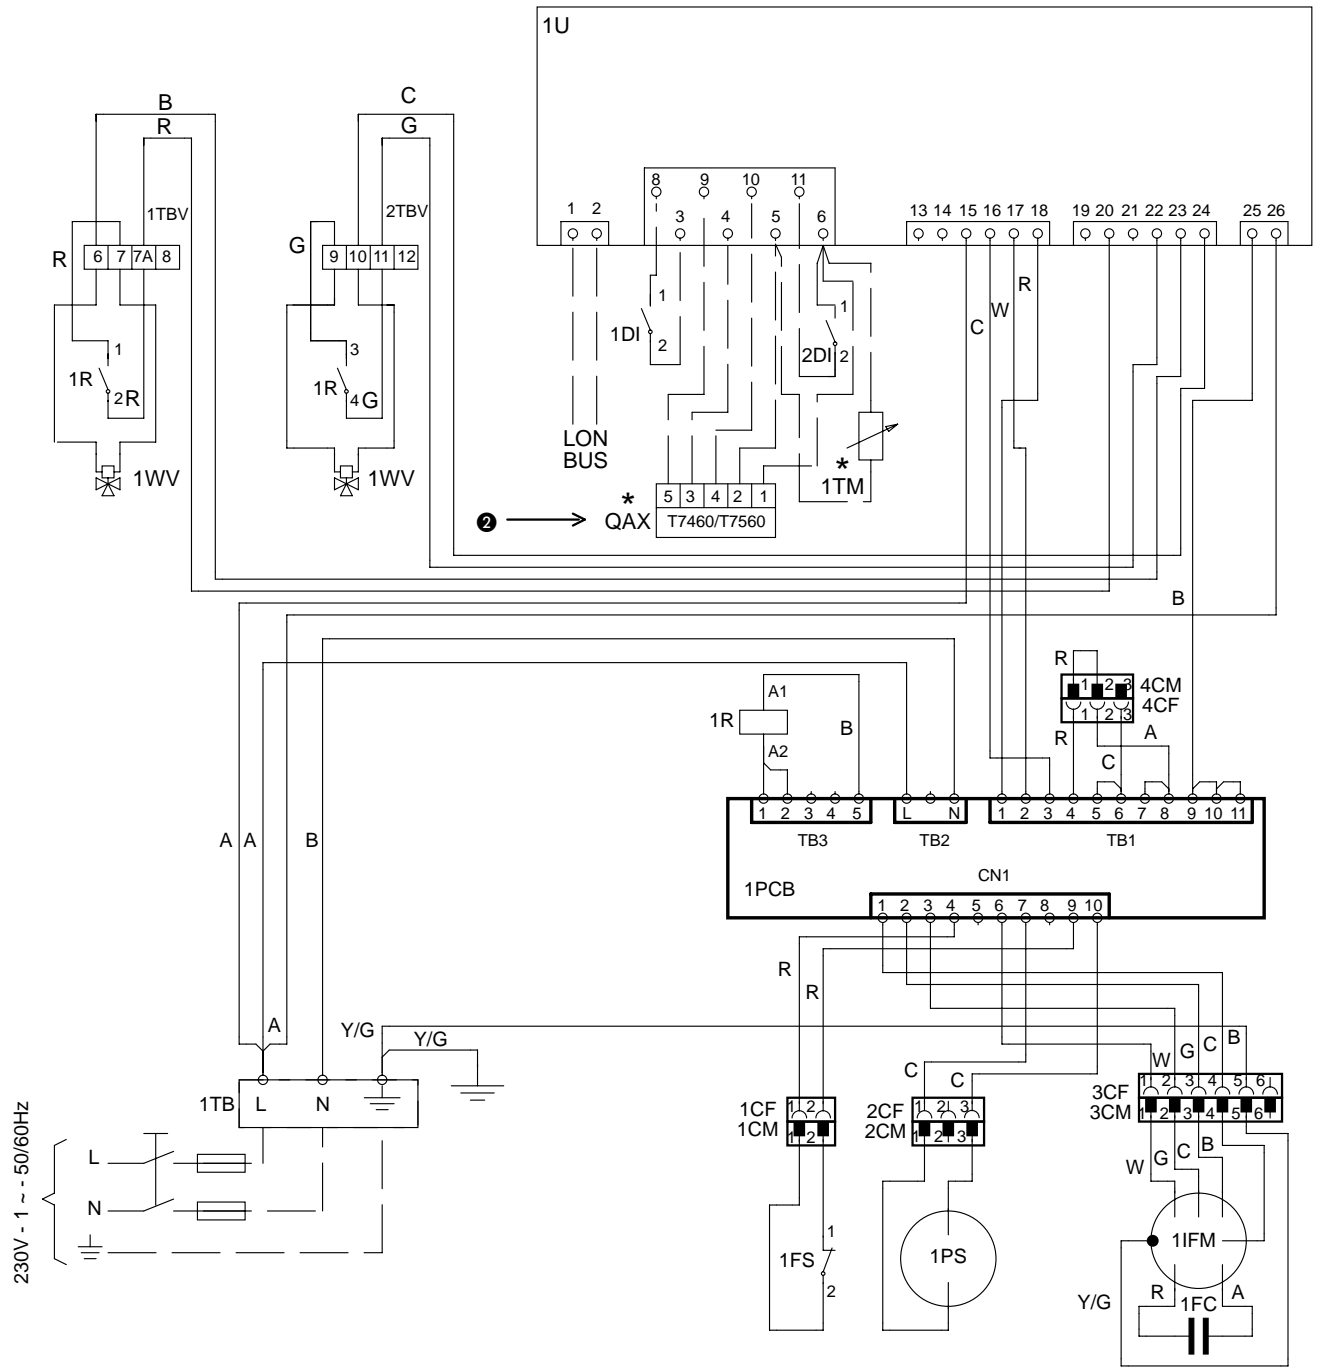 1U
B
R
C
G
8 9 10 11
1 2
3 4 5 6
13 14 15 16 17 18
19 20 21 22 23 24
25 26
1TBV
2TBV
R
6 7 7A 8
G
9 10 11 12
1
1R
2 R
1WV
3
1R
4 G
1WV
1
1DI
2
1
2DI
2
R
W
C
LON
BUS
*
1TM
*
❷ QAX
5 3 4 2 1
T7460/T7560
B
R
1 2 3 4CM
1 2 3 4CF
R
A
C
A1
1R
B
A2
1 2 3 4 5
L N
1 2 3 4 5 6 7 8 9 10 11
TB3
TB2
TB1
A A B
1PCB
CN1
1 2 3 4 5 6 7 8 9 10
R
R
A
Y/G
Y/G
C
C
W
G
C
B
1TB L N
1CF 1 2
1CM 1 2
2CF 1 2 3
2CM 1 2 3
3CF 1 2 3 4 5 6
3CM 1 2 3 4 5 6
230V - 1 ~ - 50/60Hz
L
N
W
G
C
B
1FS
1
2
1PS
1IFM
Y/G
R
1FC
A